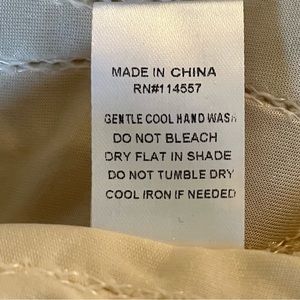 MADE IN CHINA
RN#114557
GENTLE COOL HAND WASH
DO NOT BLEACH
DRY FLAT IN SHADE
DO NOT TUMBLE DRY
COOL IRON IF NEEDED